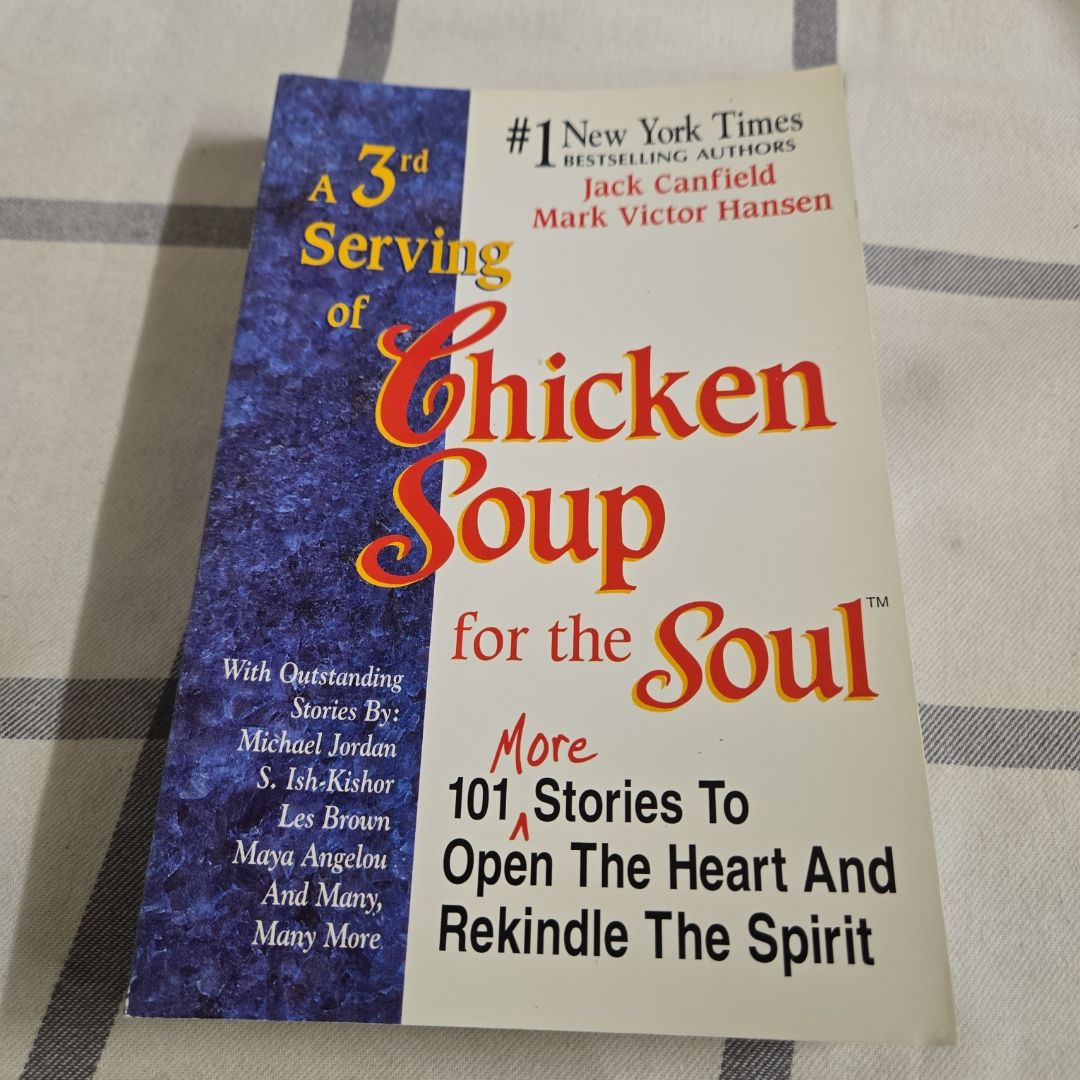 #1 New York Times
BESTSELLING AUTHORS
Jack Canfield
Mark Victor Hansen
A 3rd
Serving
of
Chicken
Soup
for the Soul™
More
101 ^ Stories To
Open The Heart And
Rekindle The Spirit
With Outstanding
Stories By:
Michael Jordan
S. Ish-Kishor
Les Brown
Maya Angelou
And Many,
Many More